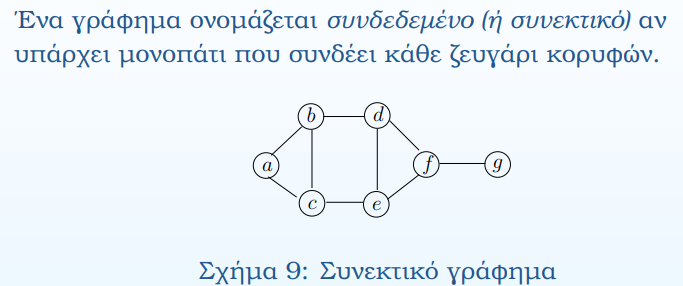 Ένα γράφημα ονομάζεται συνδεδεμένο (ή συνεκτικό) αν
υπάρχει μονοπάτι που συνδέει κάθε ζευγάρι κορυφών.
b d
a f g
c e
Σχήμα 9: Συνεκτικό γράφημα